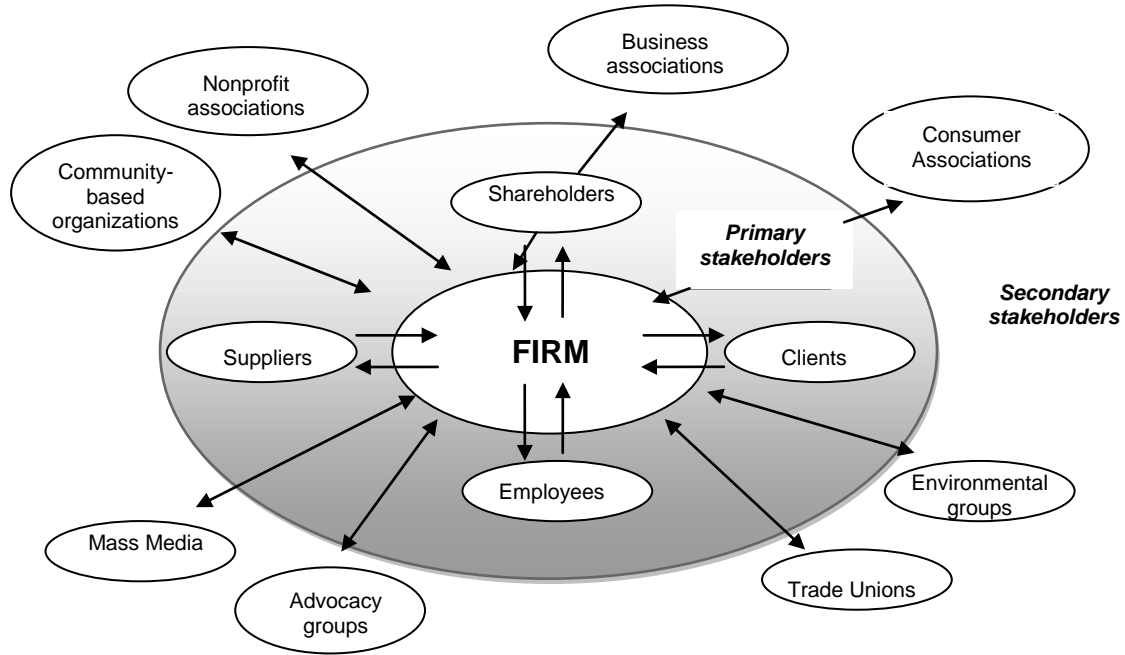 Business
associations
Nonprofit
associations
Consumer
Associations
Community-
based
organizations
Shareholders
Primary
stakeholders
Secondary
stakeholders
Suppliers
FIRM
Clients
Employees
Environmental
groups
Mass Media
Trade Unions
Advocacy
groups